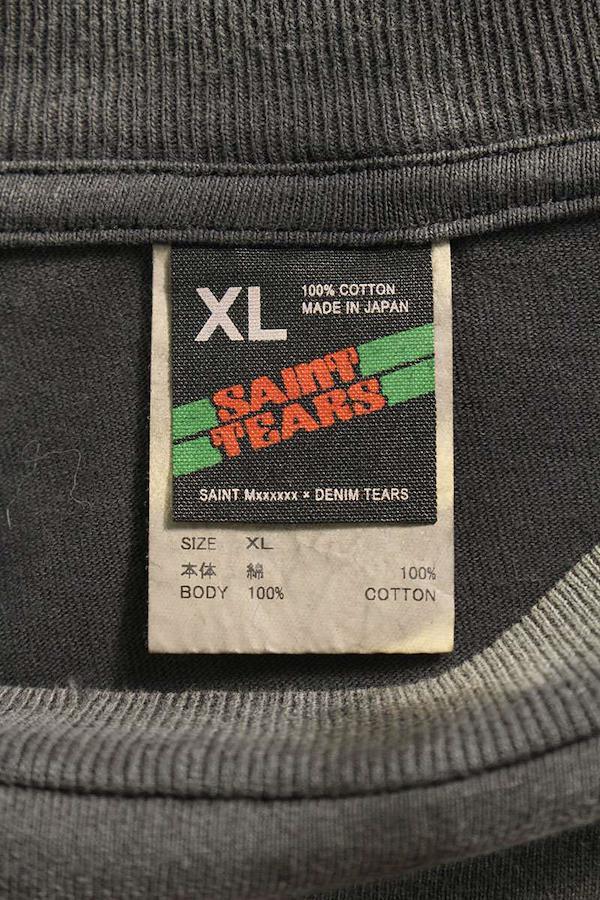 XL
100% COTTON
MADE IN JAPAN
SAINT
TEARS
SAINT Mxxxxxx × DENIM TEARS
SIZE XL
本体 綿 100%
BODY 100% COTTON